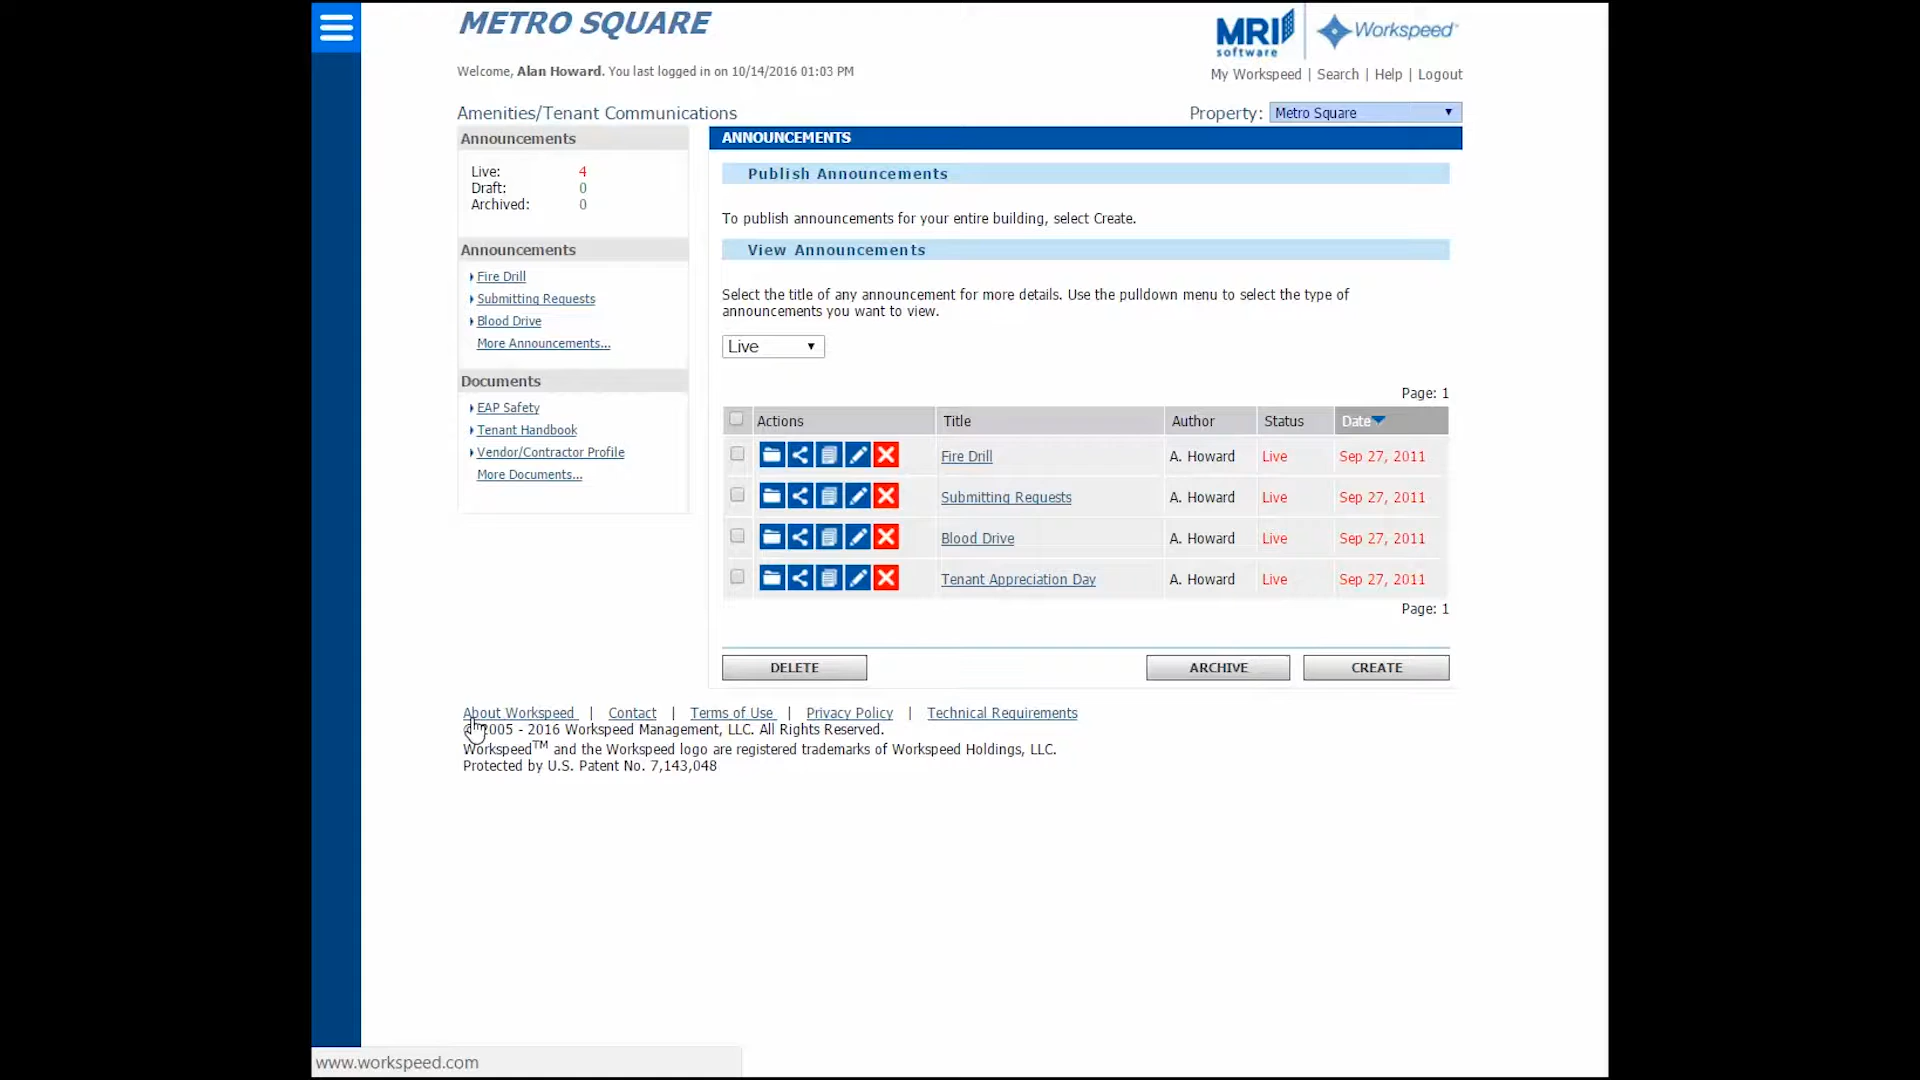 METRO SQUARE
MRI software Workspeed
Welcome, Alan Howard. You last logged in on 10/14/2016 01:03 PM
My Workspeed | Search | Help | Logout
Amenities/Tenant Communications
Property: Metro Square
Announcements
Live: 4
Draft: 0
Archived: 0
Announcements
Fire Drill
Submitting Requests
Blood Drive
More Announcements...
Documents
EAP Safety
Tenant Handbook
Vendor/Contractor Profile
More Documents...
ANNOUNCEMENTS
Publish Announcements
To publish announcements for your entire building, select Create.
View Announcements
Select the title of any announcement for more details. Use the pulldown menu to select the type of
announcements you want to view.
Live
Page: 1
Actions Title Author Status Date
Fire Drill A. Howard Live Sep 27, 2011
Submitting Requests A. Howard Live Sep 27, 2011
Blood Drive A. Howard Live Sep 27, 2011
Tenant Appreciation Day A. Howard Live Sep 27, 2011
Page: 1
DELETE ARCHIVE CREATE
About Workspeed | Contact | Terms of Use | Privacy Policy | Technical Requirements
© 2005 - 2016 Workspeed Management, LLC. All Rights Reserved.
Workspeed™ and the Workspeed logo are registered trademarks of Workspeed Holdings, LLC.
Protected by U.S. Patent No. 7,143,048
www.workspeed.com